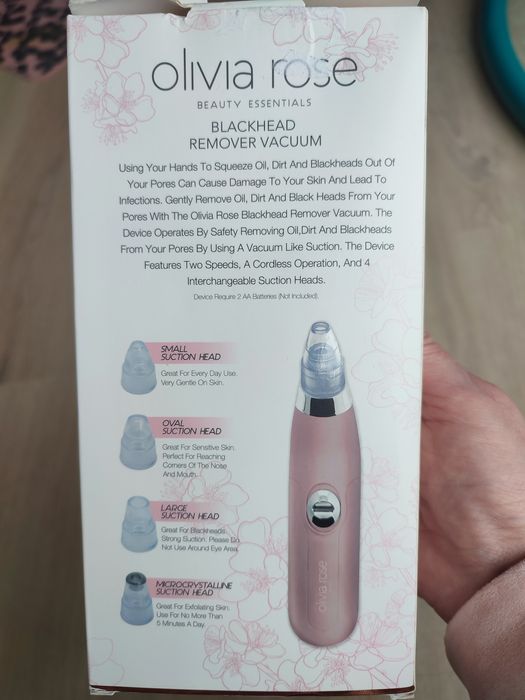 olivia rose
BEAUTY ESSENTIALS
BLACKHEAD
REMOVER VACUUM
Using Your Hands To Squeeze Oil, Dirt And Blackheads Out Of
Your Pores Can Cause Damage To Your Skin And Lead To
Infections. Gently Remove Oil, Dirt And Black Heads From Your
Pores With The Olivia Rose Blackhead Remover Vacuum. The
Device Operates By Safety Removing Oil,Dirt And Blackheads
From Your Pores By Using A Vacuum Like Suction. The Device
Features Two Speeds, A Cordless Operation, And 4
Interchangeable Suction Heads.
Device Require 2 AA Batteries (Not Included).
SMALL
SUCTION HEAD
Great For Every Day Use.
Very Gentle On Skin.
OVAL
SUCTION HEAD
Great For Sensitive Skin.
Perfect For Reaching
Corners Of The Nose
And Mouth.
LARGE
SUCTION HEAD
Great For Blackheads.
Strong Suction. Please Do
Not Use Around Eye Area.
MICROCRYSTALLINE
SUCTION HEAD
Great For Exfoliating Skin.
Use For No More Than
5 Minutes A Day.
olivia rose